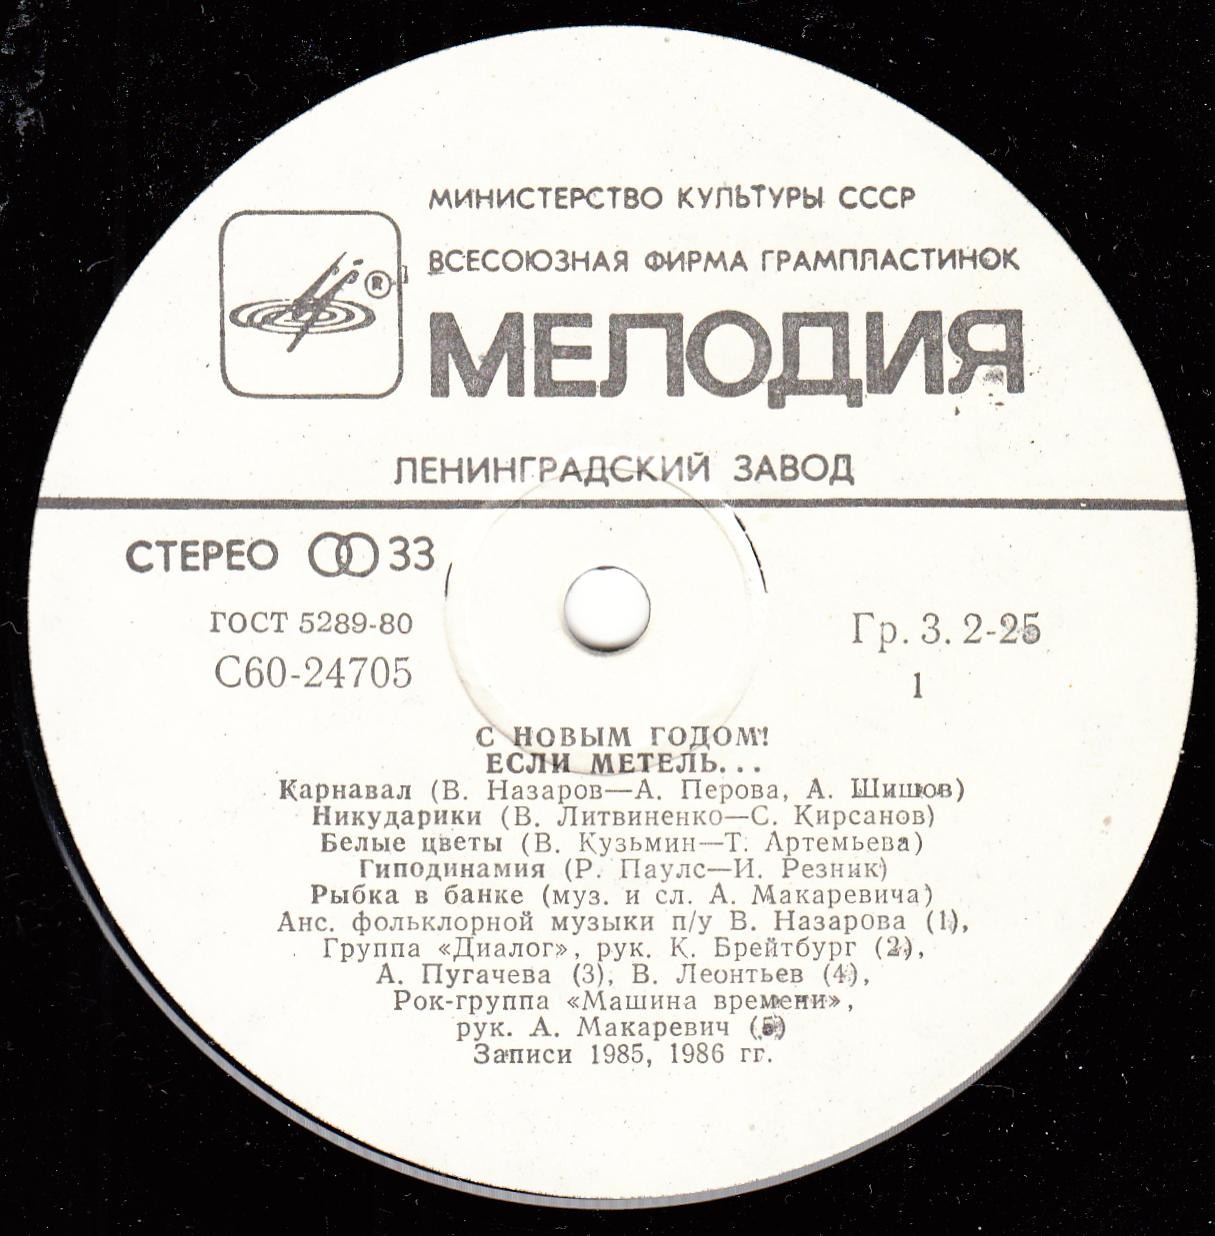 МИНИСТЕРСТВО КУЛЬТУРЫ СССР
ВСЕСОЮЗНАЯ ФИРМА ГРАМПЛАСТИНОК
®
МЕЛОДИЯ
ЛЕНИНГРАДСКИЙ ЗАВОД
СТЕРЕО 33
ГОСТ 5289-80
Гр. 3. 2-25
С60-24705
1
С НОВЫМ ГОДОМ!
ЕСЛИ МЕТЕЛЬ...
Карнавал (В. Назаров—А. Перова, А. Шишов)
Никударики (В. Литвиненко—С. Кирсанов)
Белые цветы (В. Кузьмин—Т. Артемьева)
Гиподинамия (Р. Паулс—И. Резник)
Рыбка в банке (муз. и сл. А. Макаревича)
Анс. фольклорной музыки п/у В. Назарова (1),
Группа «Диалог», рук. К. Брейтбург (2),
А. Пугачева (3), В. Леонтьев (4),
Рок-группа «Машина времени»,
рук. А. Макаревич (5)
Записи 1985, 1986 гг.